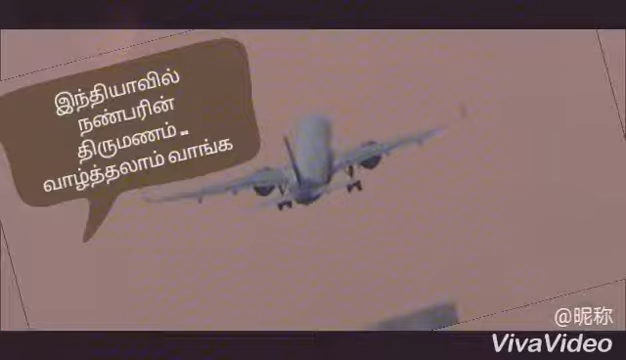 இந்தியாவில்
நண்பரின்
திருமணம்..
வாழ்த்தலாம் வாங்க
@昵称
VivaVideo